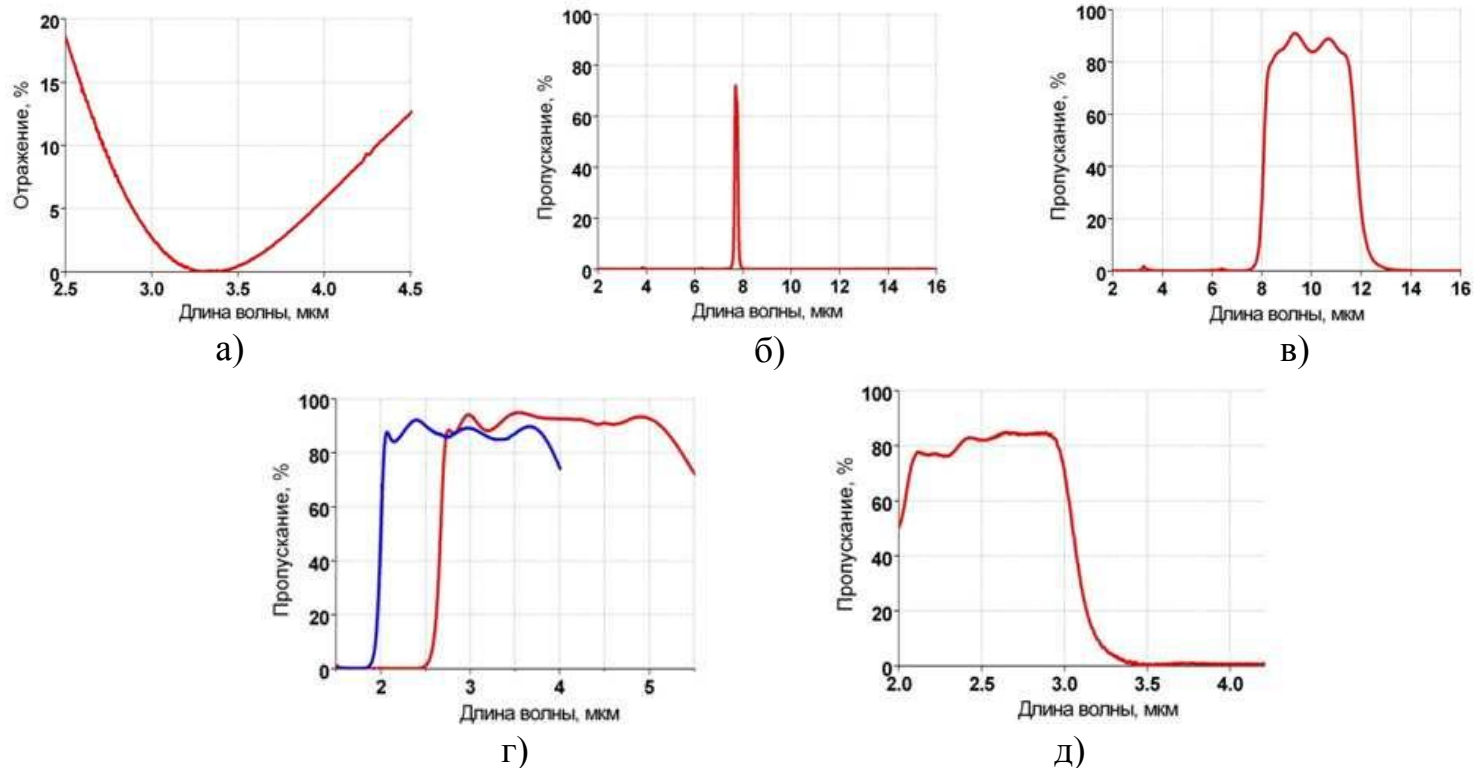 20
15
10
5
0
Отражение, %
2.5 3.0 3.5 4.0 4.5
Длина волны, мкм
а)
100
80
60
40
20
0
Пропускание, %
2 4 6 8 10 12 14 16
Длина волны, мкм
б)
100
80
60
40
20
0
Пропускание, %
2 4 6 8 10 12 14 16
Длина волны, мкм
в)
100
80
60
40
20
0
Пропускание, %
2 3 4 5
Длина волны, мкм
г)
100
80
60
40
20
0
Пропускание, %
2.0 2.5 3.0 3.5 4.0
Длина волны, мкм
д)